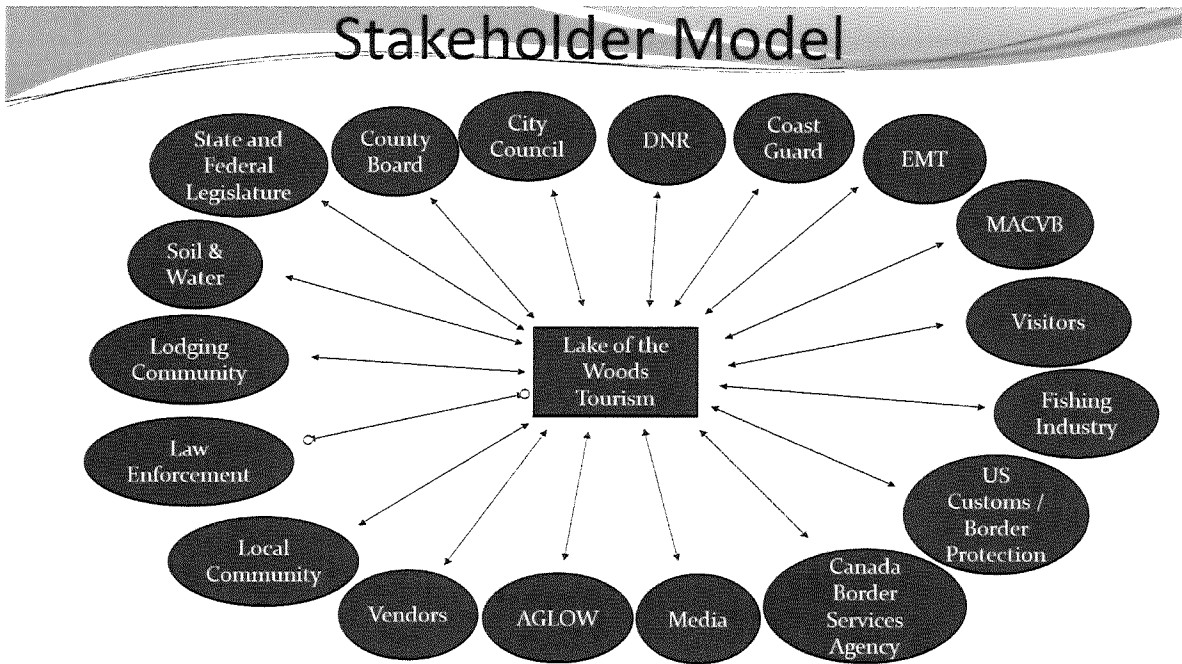 Stakeholder Model
State and
Federal
Legislature
County
Board
City
Council
DNR
Coast
Guard
EMT
MACVB
Soil &
Water
Visitors
Lodging
Community
Lake of the
Woods
Tourism
Fishing
Industry
Law
Enforcement
US
Customs /
Border
Protection
Local
Community
Vendors
AGLOW
Media
Canada
Border
Services
Agency